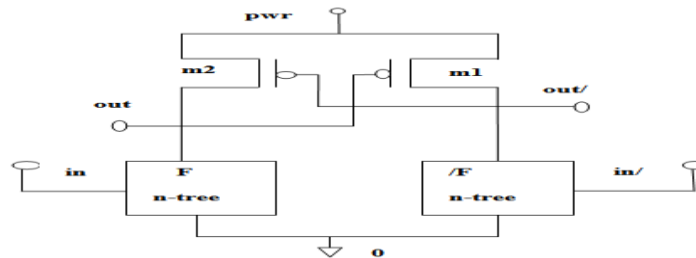 pwr
m2
m1
out
out/
in
F
n-tree
/F
n-tree
in/
0